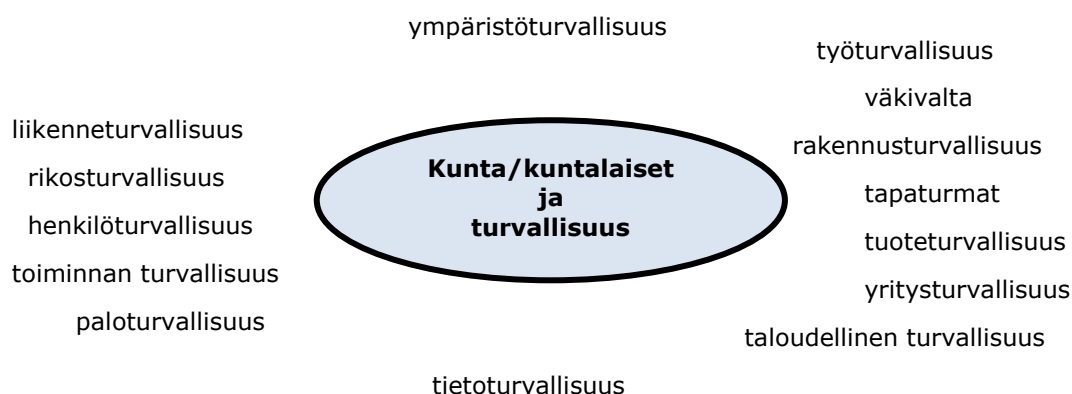 ympäristöturvallisuus
työturvallisuus
väkivalta
liikenneturvallisuus
rakennusturvallisuus
Kunta/kuntalaiset
ja
turvallisuus
rikosturvallisuus
tapaturmat
henkilöturvallisuus
tuoteturvallisuus
toiminnan turvallisuus
yritysturvallisuus
paloturvallisuus
taloudellinen turvallisuus
tietoturvallisuus